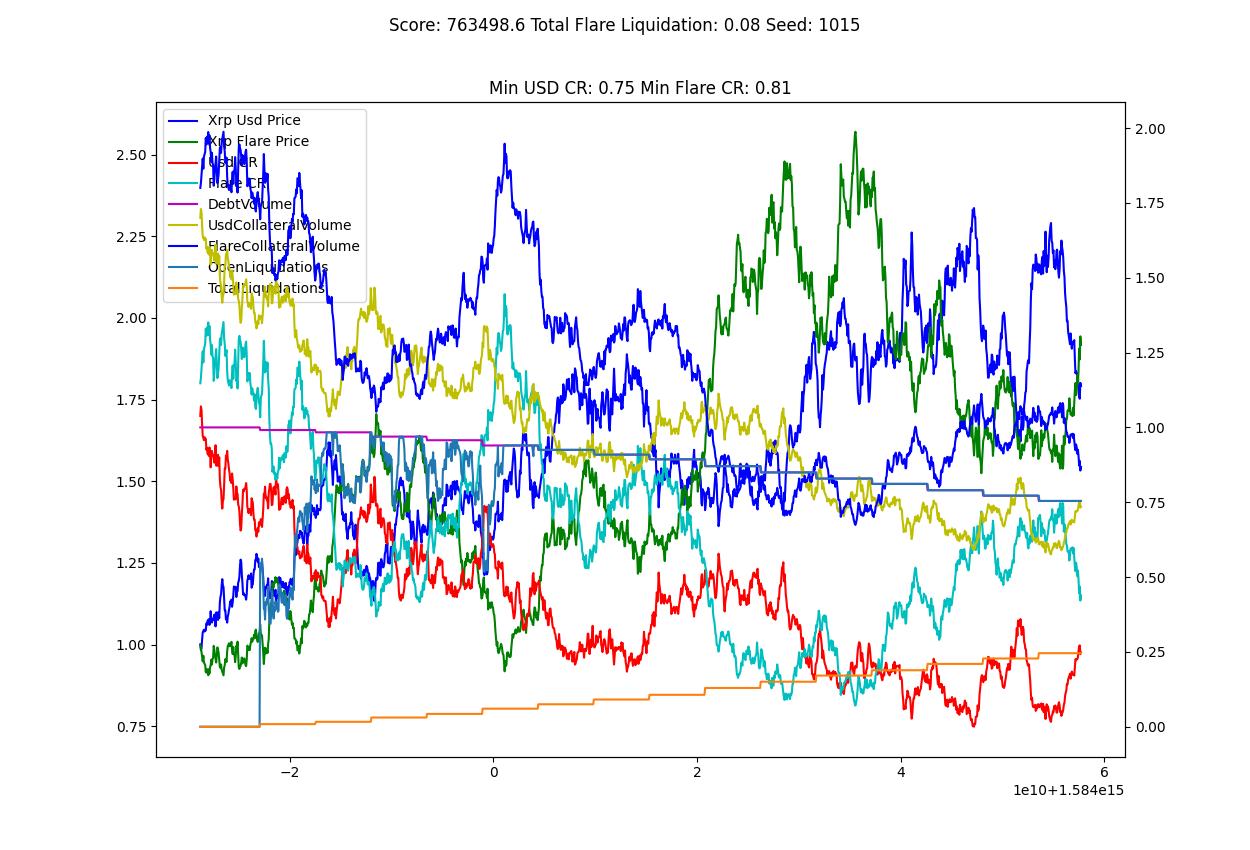 Score: 763498.6 Total Flare Liquidation: 0.08 Seed: 1015
Min USD CR: 0.75 Min Flare CR: 0.81
Xrp Usd Price
Xrp Flare Price
Usd CR
Flare CR
DebtVolume
UsdCollateralVolume
FlareCollateralVolume
OpenLiquidations
TotalLiquidations
2.50
2.25
2.00
1.75
1.50
1.25
1.00
0.75
2.00
1.75
1.50
1.25
1.00
0.75
0.50
0.25
0.00
−2
0
2
4
6
1e10+1.584e15